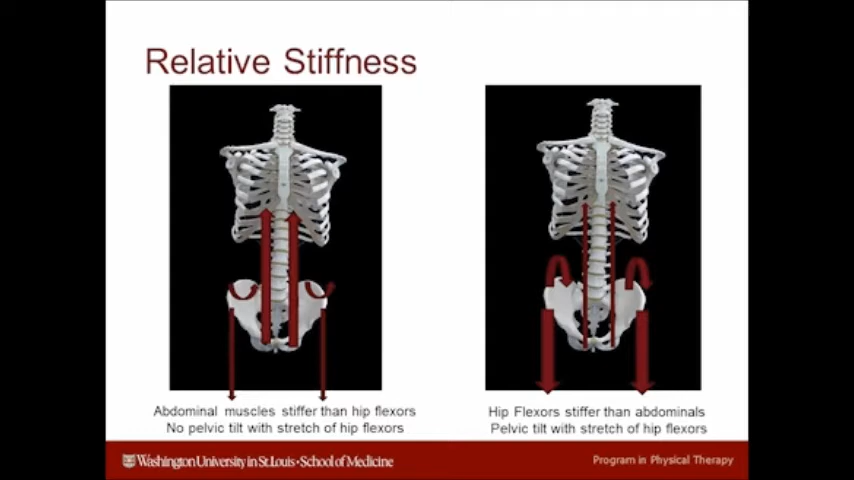 Relative Stiffness
Abdominal muscles stiffer than hip flexors
No pelvic tilt with stretch of hip flexors
Hip Flexors stiffer than abdominals
Pelvic tilt with stretch of hip flexors
Washington University in St. Louis • School of Medicine
Program in Physical Therapy